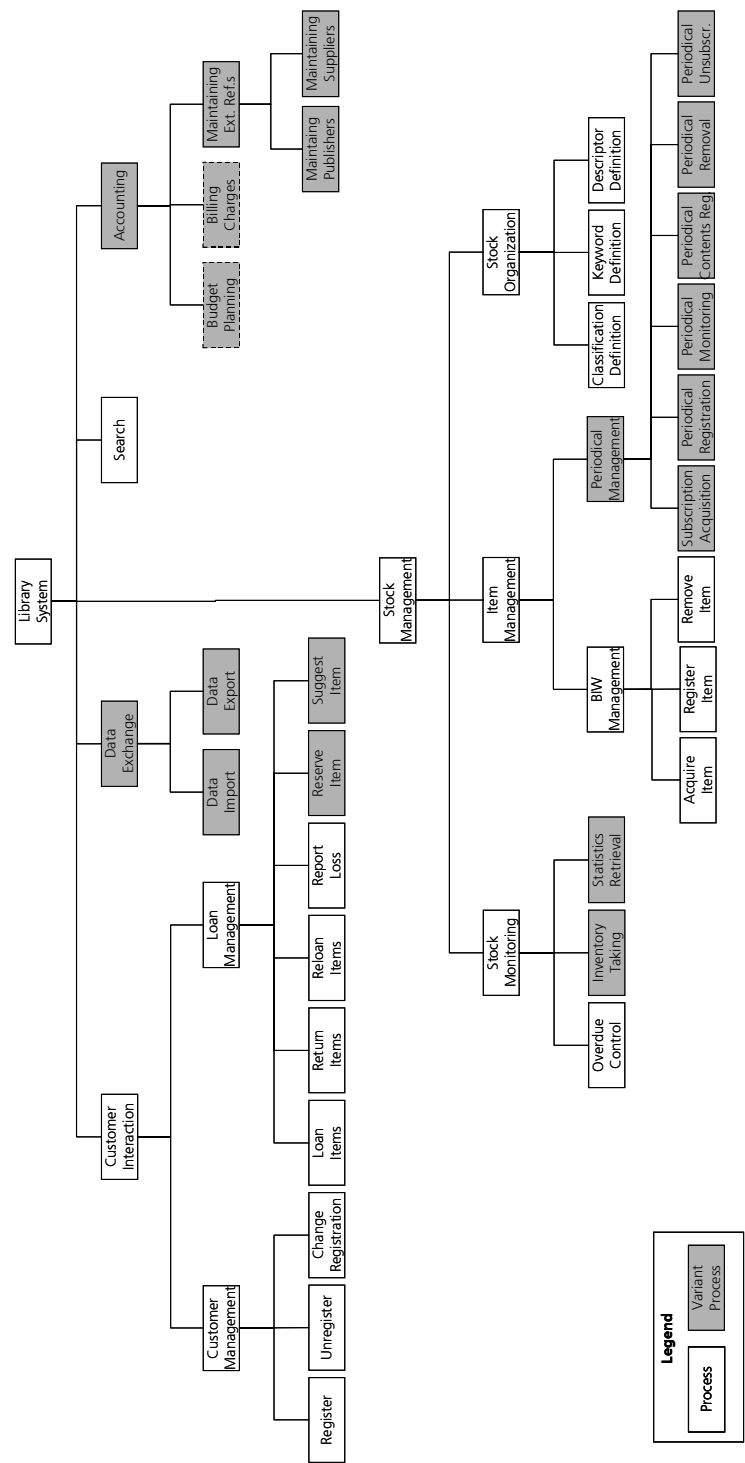 Library
System
Customer
Interaction
Data
Exchange
Search
Accounting
Customer
Management
Loan
Management
Data
Import
Data
Export
Budget
Planning
Billing
Charges
Maintaining
Ext. Ref.s
Register
Unregister
Change
Registration
Loan
Items
Return
Items
Reloan
Items
Report
Loss
Reserve
Item
Suggest
Item
Maintaing
Publishers
Maintaining
Suppliers
Stock
Management
Stock
Monitoring
Item
Management
Stock
Organization
Overdue
Control
Inventory
Taking
Statistics
Retrieval
BIW
Management
Periodical
Management
Classification
Definition
Keyword
Definition
Descriptor
Definition
Acquire
Item
Register
Item
Remove
Item
Subscription
Acquisition
Periodical
Registration
Periodical
Monitoring
Periodical
Contents Reg.
Periodical
Removal
Periodical
Unsubscr.
Legend
Process
Variant
Process